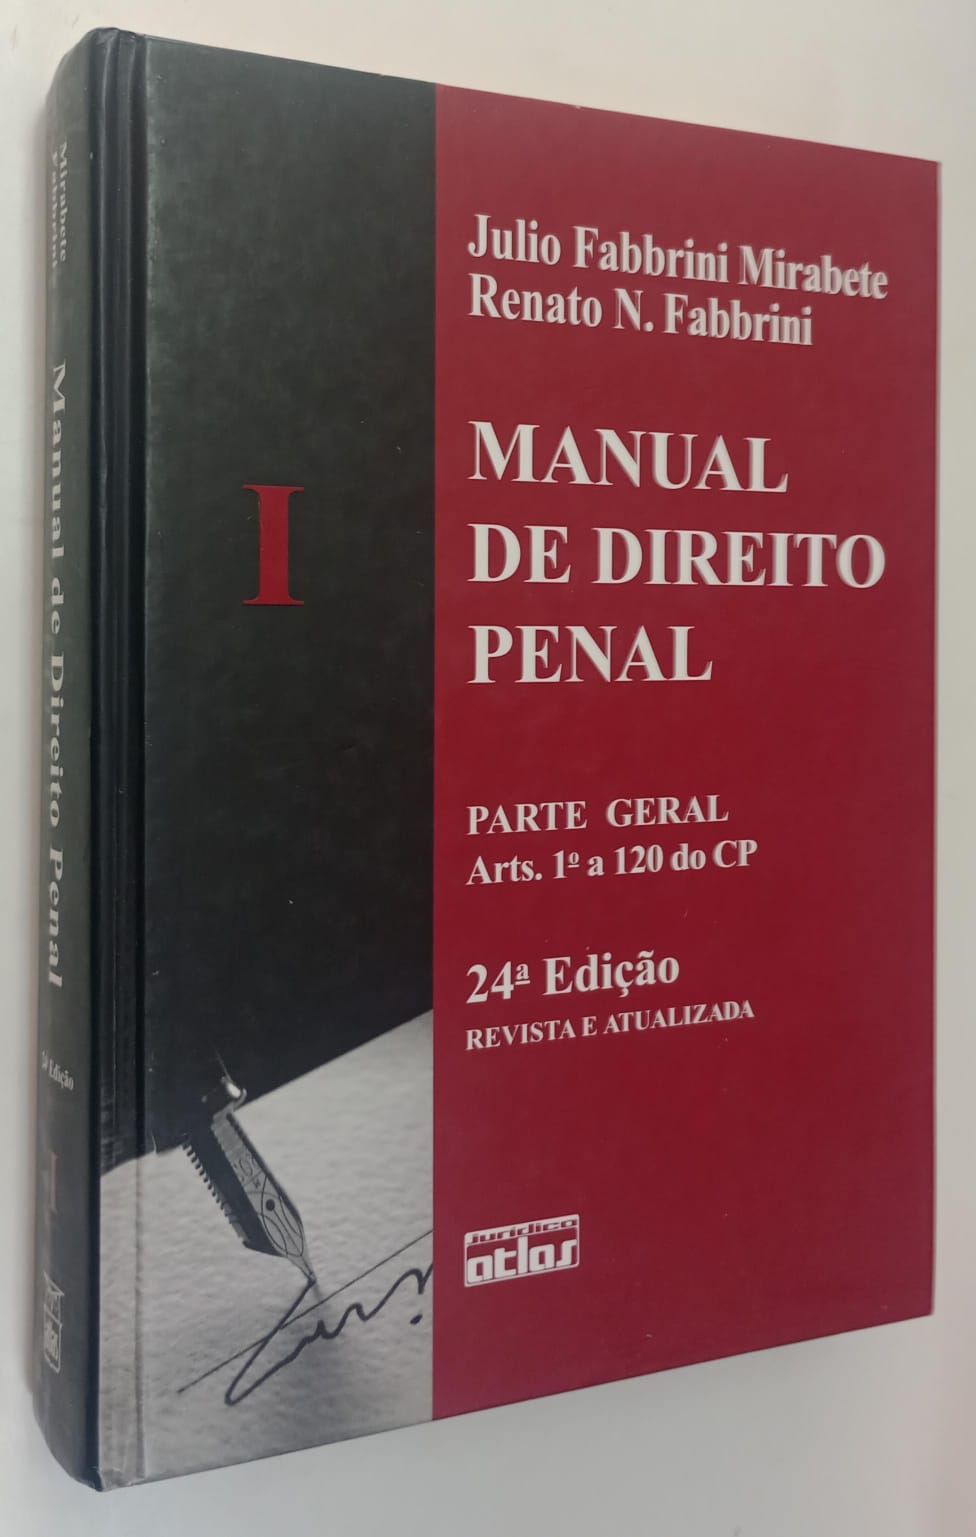 Julio Fabbrini Mirabete
Renato N. Fabbrini
MANUAL
DE DIREITO
PENAL
I
PARTE GERAL
Arts. 1º a 120 do CP
24ª Edição
REVISTA E ATUALIZADA
jurídico
atlas
Mirabete
Fabbrini
Manual de Direito Penal
Edição
I